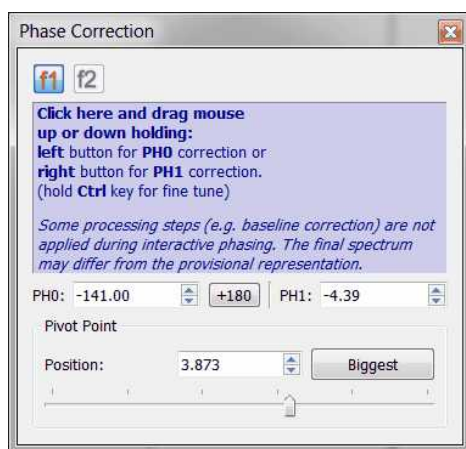 Phase Correction
f1 f2
Click here and drag mouse
up or down holding:
left button for PH0 correction or
right button for PH1 correction.
(hold Ctrl key for fine tune)
Some processing steps (e.g. baseline correction) are not
applied during interactive phasing. The final spectrum
may differ from the provisional representation.
PH0: -141.00 +180 PH1: -4.39
Pivot Point
Position: 3.873 Biggest